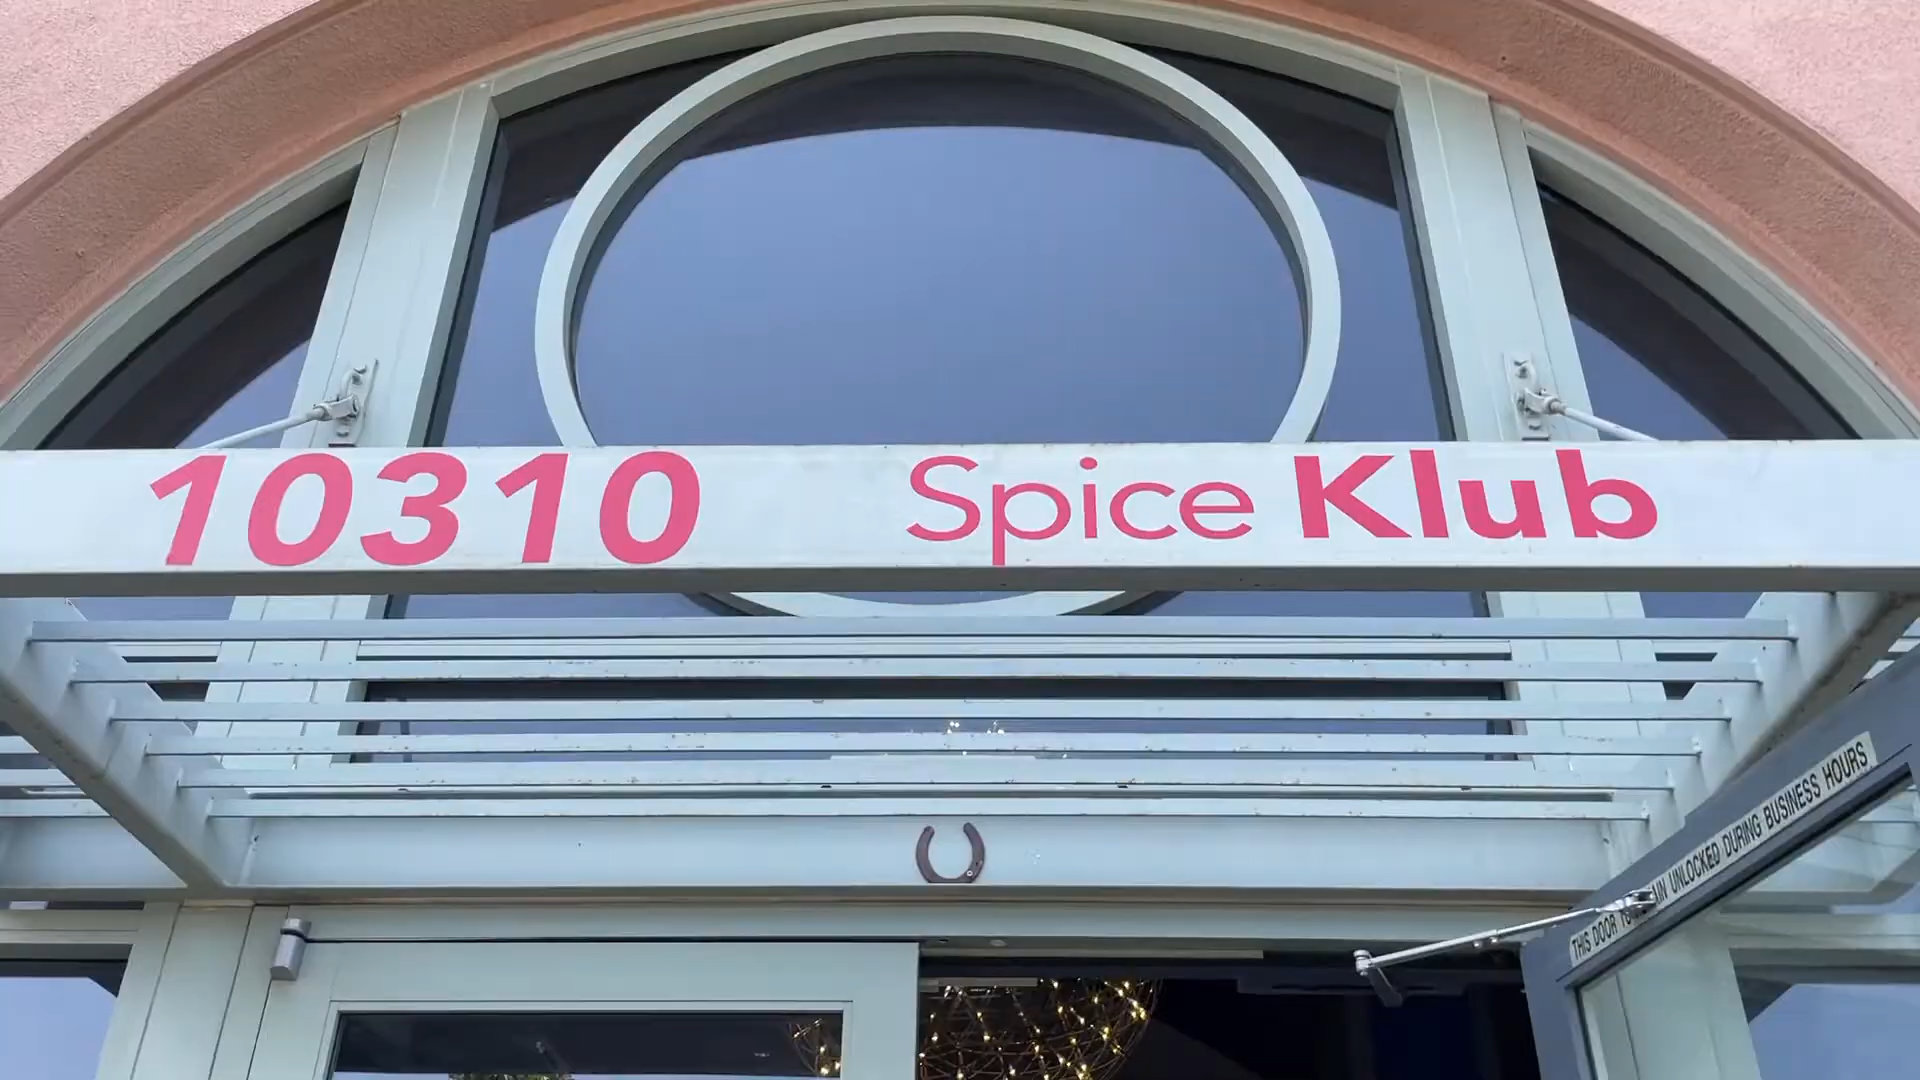 10310 Spice Klub
THIS DOOR TO REMAIN UNLOCKED DURING BUSINESS HOURS